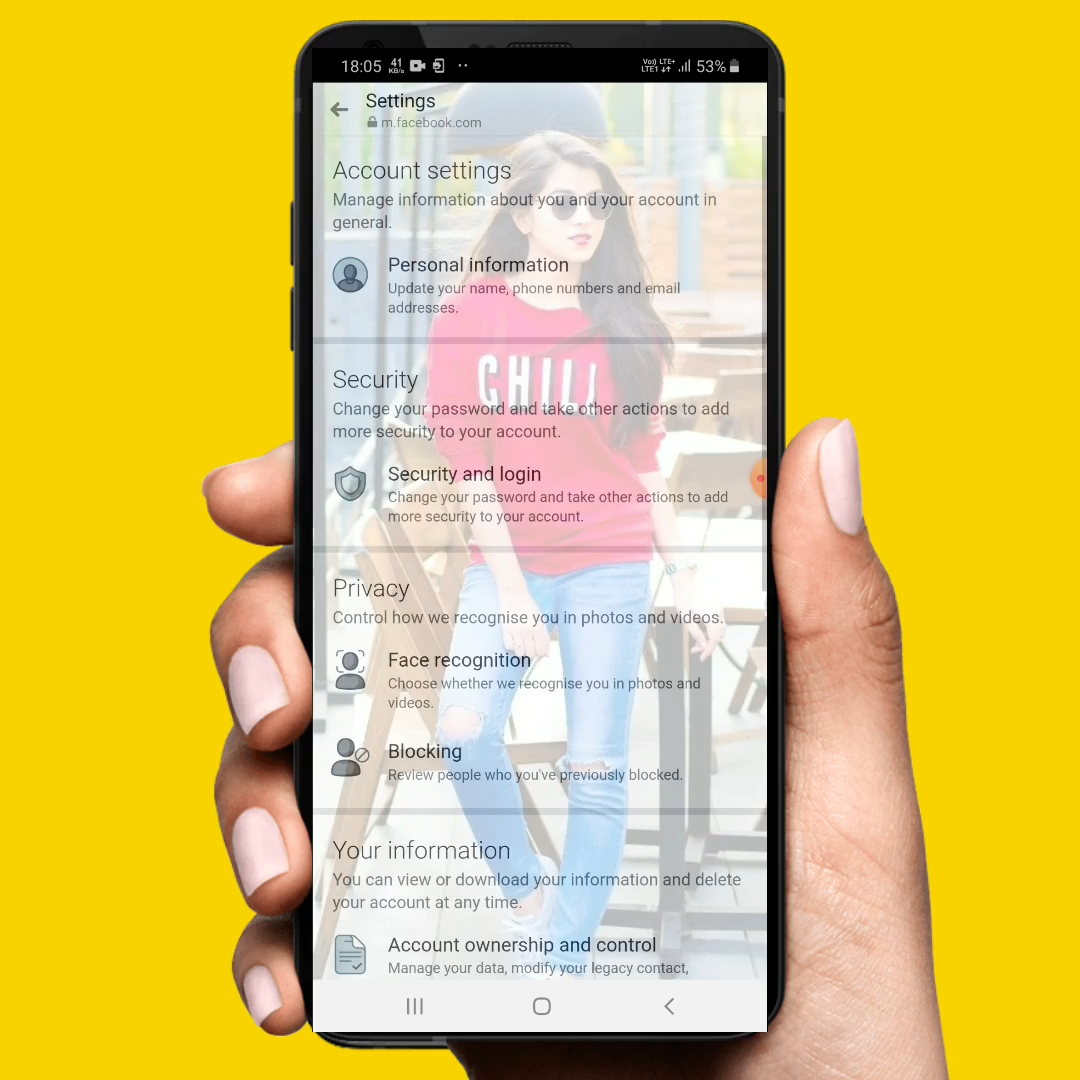 18:05 41 KB/s Vo)) LTE+ LTE1 53%
Settings
m.facebook.com
Account settings
Manage information about you and your account in
general.
Personal information
Update your name, phone numbers and email
addresses.
Security
Change your password and take other actions to add
more security to your account.
CHILL
Security and login
Change your password and take other actions to add
more security to your account.
Privacy
Control how we recognise you in photos and videos.
Face recognition
Choose whether we recognise you in photos and
videos.
Blocking
Review people who you've previously blocked.
Your information
You can view or download your information and delete
your account at any time.
Account ownership and control
Manage your data, modify your legacy contact,